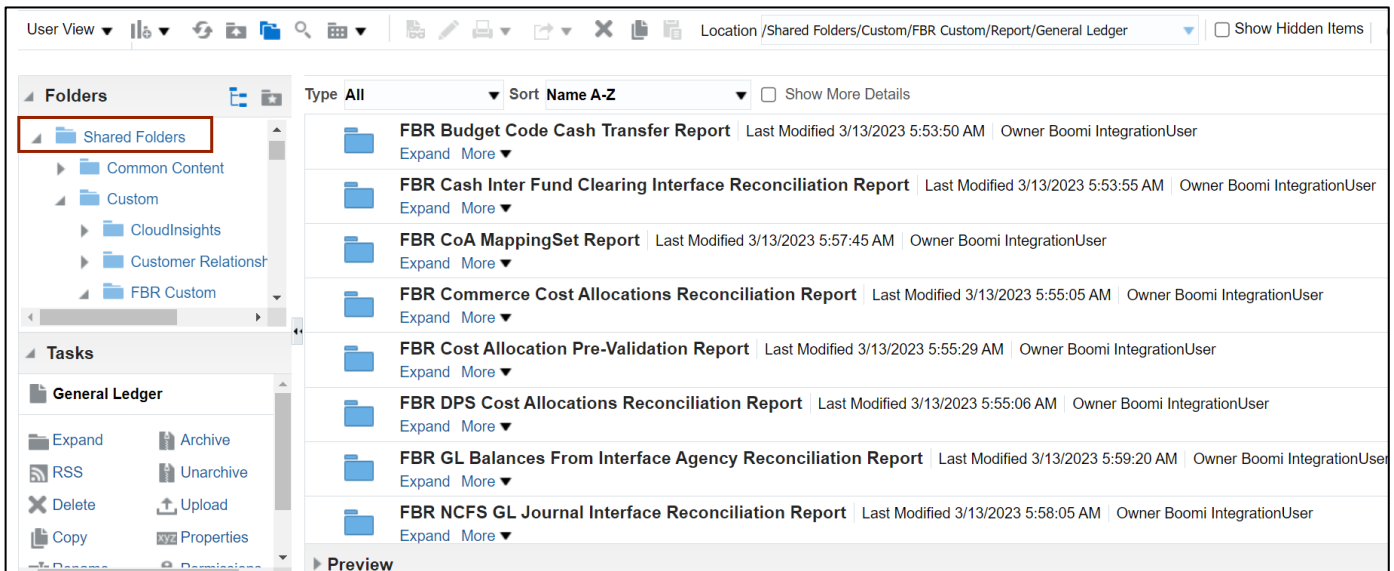 User View
Location /Shared Folders/Custom/FBR Custom/Report/General Ledger
Show Hidden Items
Folders
Shared Folders
Common Content
Custom
CloudInsights
Customer Relationsh
FBR Custom
Tasks
General Ledger
Expand Archive
RSS Unarchive
Delete Upload
Copy Properties
Type All Sort Name A-Z Show More Details
FBR Budget Code Cash Transfer Report Last Modified 3/13/2023 5:53:50 AM Owner Boomi IntegrationUser
Expand More
FBR Cash Inter Fund Clearing Interface Reconciliation Report Last Modified 3/13/2023 5:53:55 AM Owner Boomi IntegrationUser
Expand More
FBR CoA MappingSet Report Last Modified 3/13/2023 5:57:45 AM Owner Boomi IntegrationUser
Expand More
FBR Commerce Cost Allocations Reconciliation Report Last Modified 3/13/2023 5:55:05 AM Owner Boomi IntegrationUser
Expand More
FBR Cost Allocation Pre-Validation Report Last Modified 3/13/2023 5:55:29 AM Owner Boomi IntegrationUser
Expand More
FBR DPS Cost Allocations Reconciliation Report Last Modified 3/13/2023 5:55:06 AM Owner Boomi IntegrationUser
Expand More
FBR GL Balances From Interface Agency Reconciliation Report Last Modified 3/13/2023 5:59:20 AM Owner Boomi IntegrationUser
Expand More
FBR NCFS GL Journal Interface Reconciliation Report Last Modified 3/13/2023 5:58:05 AM Owner Boomi IntegrationUser
Expand More
Preview